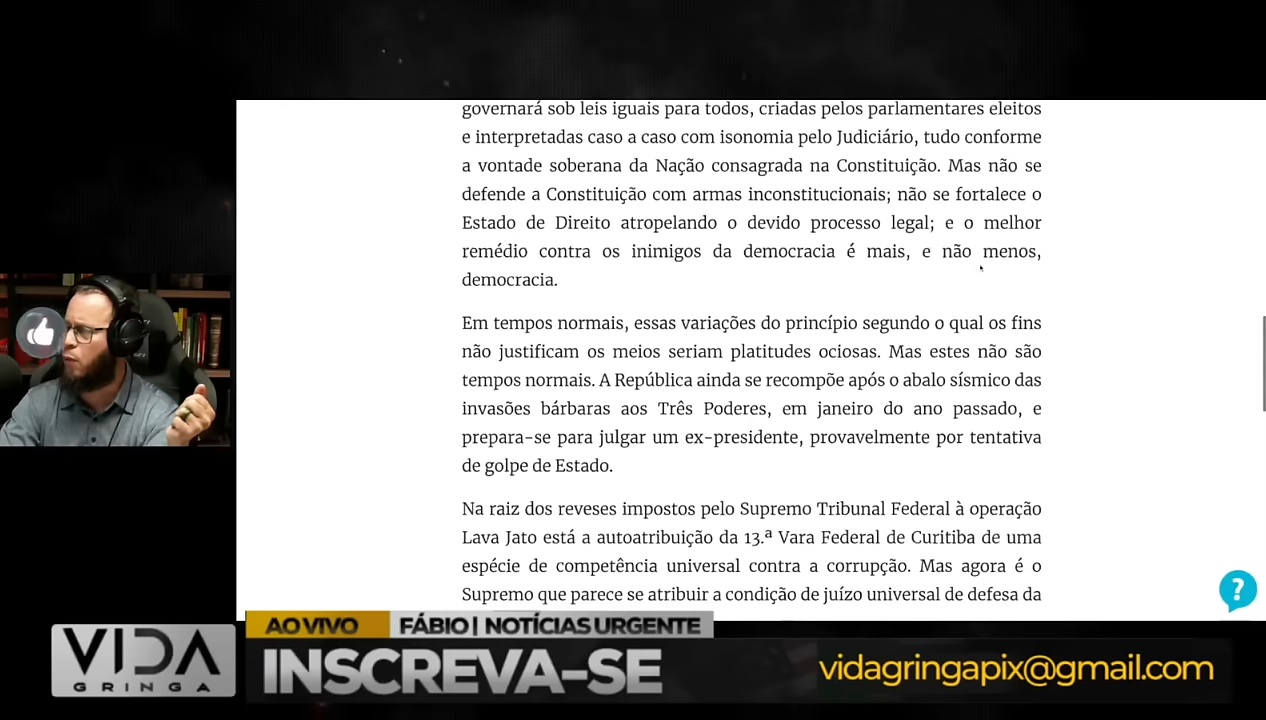 governará sob leis iguais para todos, criadas pelos parlamentares eleitos
e interpretadas caso a caso com isonomia pelo Judiciário, tudo conforme
a vontade soberana da Nação consagrada na Constituição. Mas não se
defende a Constituição com armas inconstitucionais; não se fortalece o
Estado de Direito atropelando o devido processo legal; e o melhor
remédio contra os inimigos da democracia é mais, e não menos,
democracia.
Em tempos normais, essas variações do princípio segundo o qual os fins
não justificam os meios seriam platitudes ociosas. Mas estes não são
tempos normais. A República ainda se recompõe após o abalo sísmico das
invasões bárbaras aos Três Poderes, em janeiro do ano passado, e
prepara-se para julgar um ex-presidente, provavelmente por tentativa
de golpe de Estado.
Na raiz dos reveses impostos pelo Supremo Tribunal Federal à operação
Lava Jato está a autoatribuição da 13.ª Vara Federal de Curitiba de uma
espécie de competência universal contra a corrupção. Mas agora é o
Supremo que parece se atribuir a condição de juízo universal de defesa da
?
AO VIVO FÁBIO | NOTÍCIAS URGENTE
VIDA
GRINGA
INSCREVA-SE
vidagringapix@gmail.com